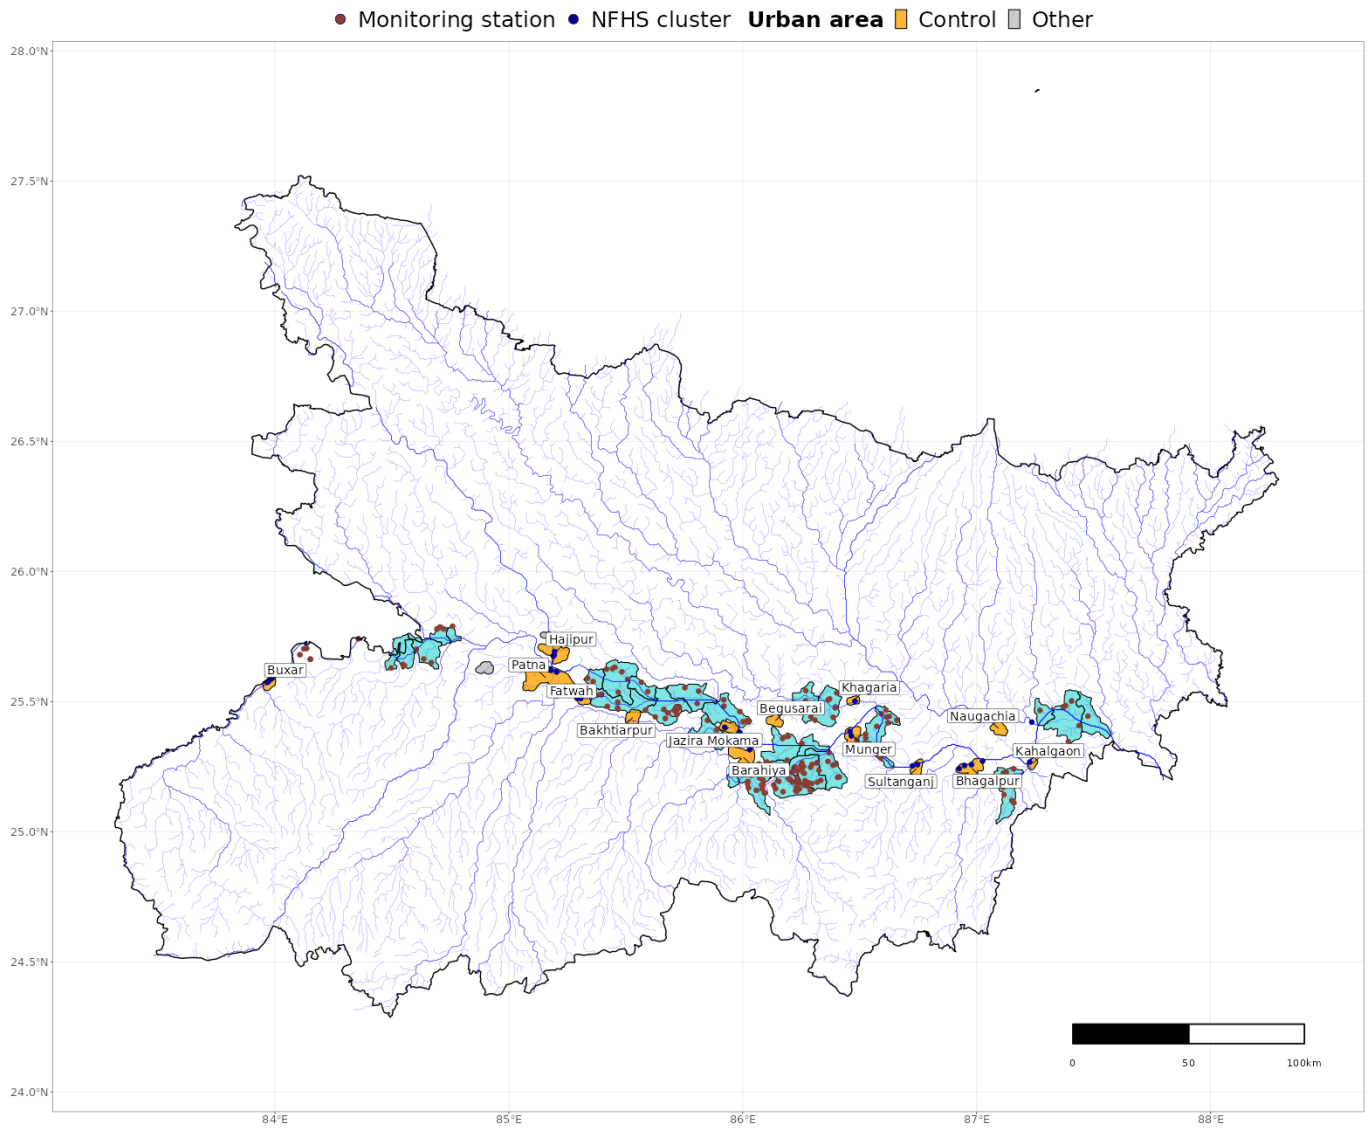 Monitoring station NFHS cluster Urban area Control Other
28.0°N
27.5°N
27.0°N
26.5°N
26.0°N
25.5°N
25.0°N
24.5°N
24.0°N
Hajipur
Patna
Buxar
Khagaria
Fatwah
Begusarai
Naugachia
Bakhtiarpur
Jazira Mokama
Munger
Kahalgaon
Barahiya
Sultanganj
Bhagalpur
0 50 100km
84°E 85°E 86°E 87°E 88°E